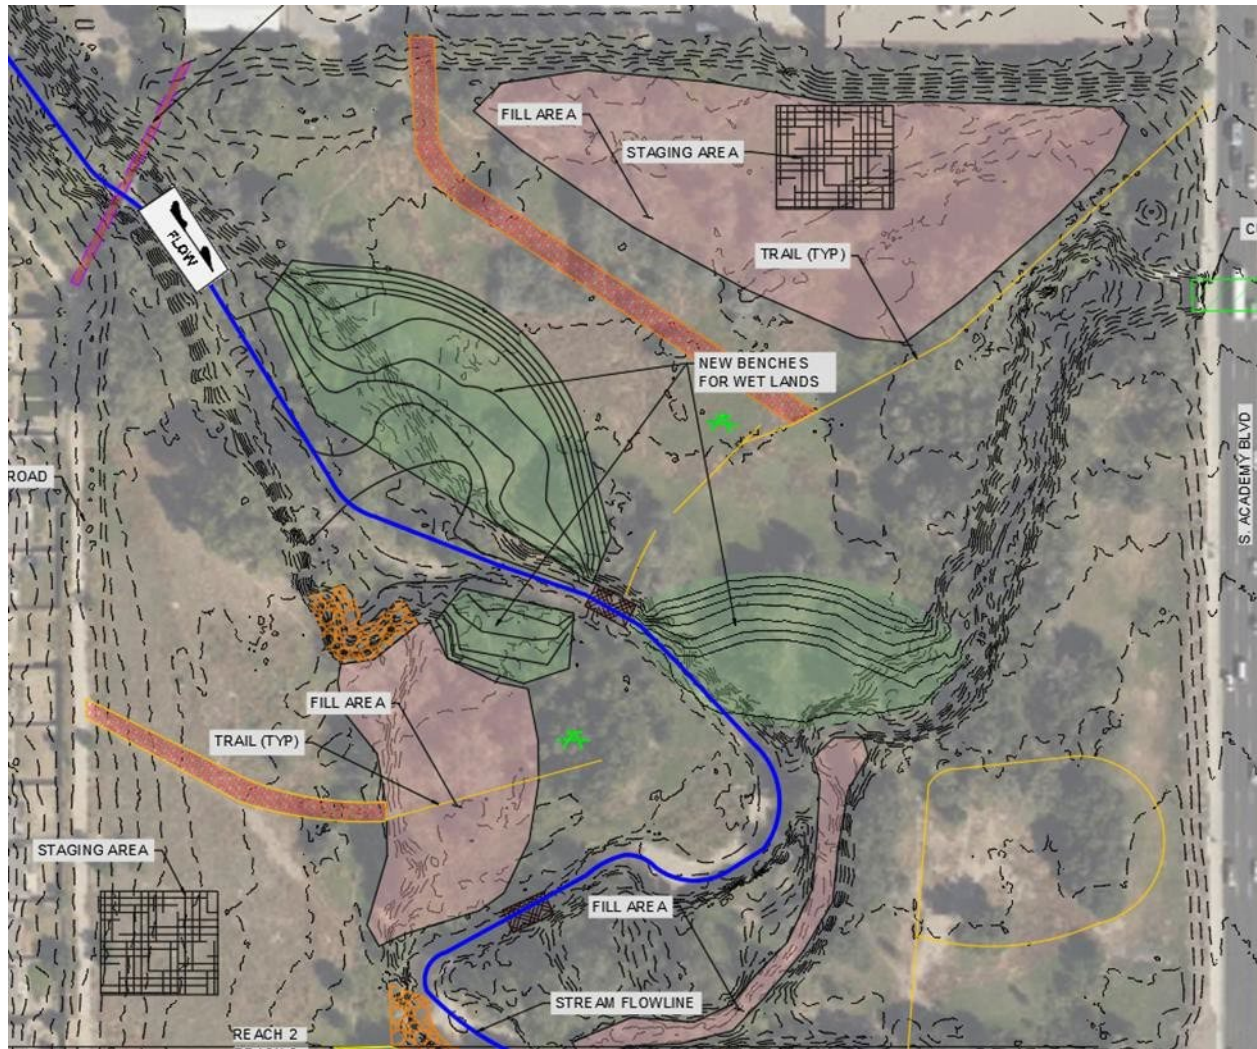 FILL AREA
STAGING AREA
TRAIL (TYP)
FLOW
NEW BENCHES
FOR WET LANDS
S. ACADEMY BLVD
ROAD
FILL AREA
TRAIL (TYP)
STAGING AREA
FILL AREA
STREAM FLOWLINE
REACH 2